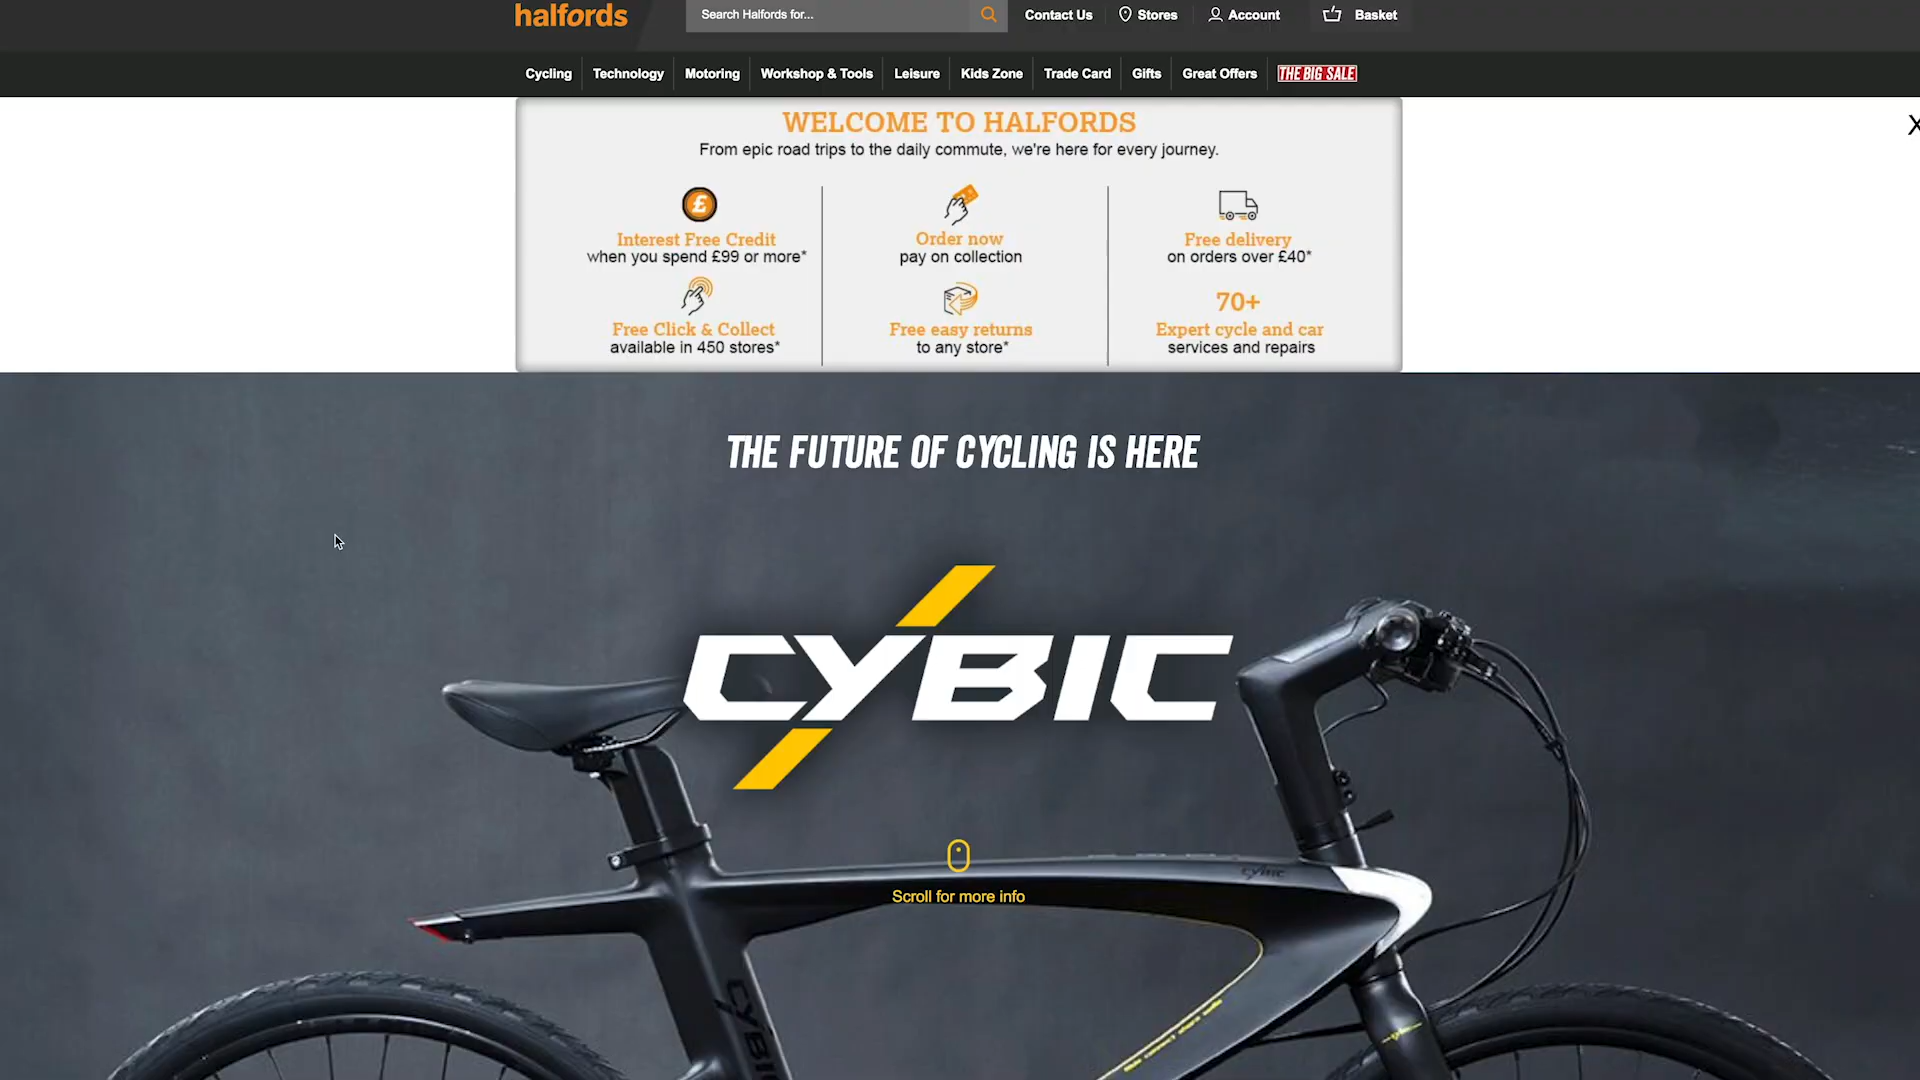 halfords
Search Halfords for...
Contact Us
Stores
Account
Basket
Cycling
Technology
Motoring
Workshop & Tools
Leisure
Kids Zone
Trade Card
Gifts
Great Offers
THE BIG SALE
X
WELCOME TO HALFORDS
From epic road trips to the daily commute, we're here for every journey.
£
Interest Free Credit
when you spend £99 or more*
Order now
pay on collection
Free delivery
on orders over £40*
Free Click & Collect
available in 450 stores*
Free easy returns
to any store*
70+
Expert cycle and car
services and repairs
THE FUTURE OF CYCLING IS HERE
CYBIC
Scroll for more info
CYBIC
CYBIC